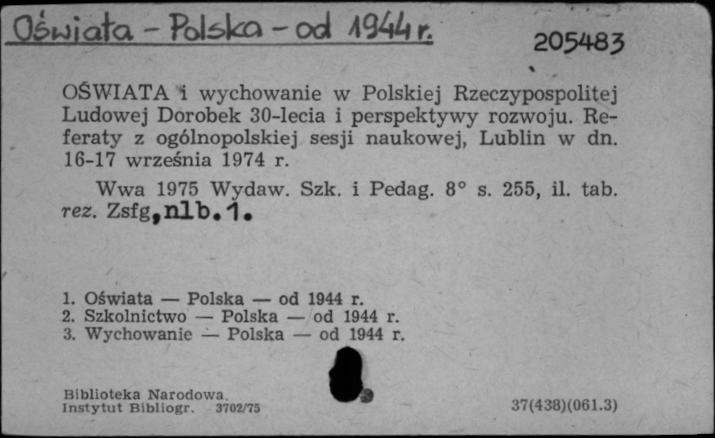 Oświata - Polska - od 1944 r.
205483
OŚWIATA i wychowanie w Polskiej Rzeczypospolitej
Ludowej Dorobek 30-lecia i perspektywy rozwoju. Re-
feraty z ogólnopolskiej sesji naukowej, Lublin w dn.
16-17 września 1974 r.
Wwa 1975 Wydaw. Szk. i Pedag. 8° s. 255, il. tab.
rez. Zsfg, nlb. 1.
1. Oświata — Polska — od 1944 r.
2. Szkolnictwo — Polska — od 1944 r.
3. Wychowanie — Polska — od 1944 r.
Biblioteka Narodowa.
Instytut Bibliogr. 3702/75
37(438)(061.3)